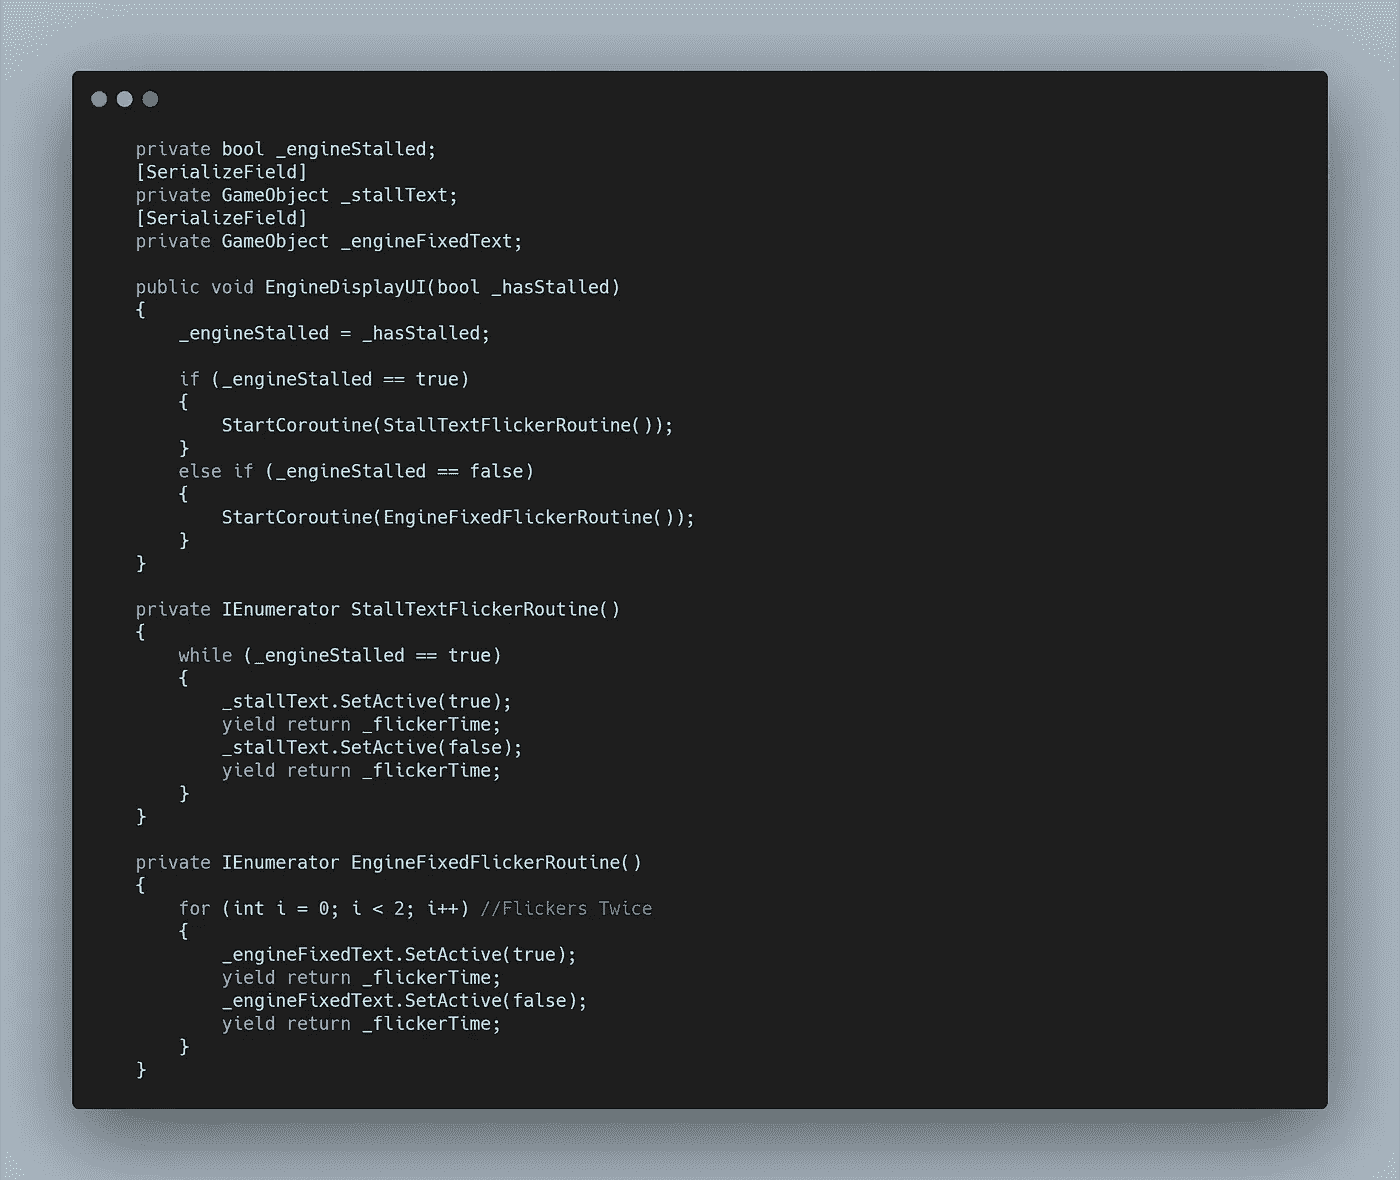 private bool _engineStalled;
[SerializeField]
private GameObject _stallText;
[SerializeField]
private GameObject _engineFixedText;

public void EngineDisplayUI(bool _hasStalled)
{
    _engineStalled = _hasStalled;

    if (_engineStalled == true)
    {
        StartCoroutine(StallTextFlickerRoutine());
    }
    else if (_engineStalled == false)
    {
        StartCoroutine(EngineFixedFlickerRoutine());
    }
}

private IEnumerator StallTextFlickerRoutine()
{
    while (_engineStalled == true)
    {
        _stallText.SetActive(true);
        yield return _flickerTime;
        _stallText.SetActive(false);
        yield return _flickerTime;
    }
}

private IEnumerator EngineFixedFlickerRoutine()
{
    for (int i = 0; i < 2; i++) //Flickers Twice
    {
        _engineFixedText.SetActive(true);
        yield return _flickerTime;
        _engineFixedText.SetActive(false);
        yield return _flickerTime;
    }
}